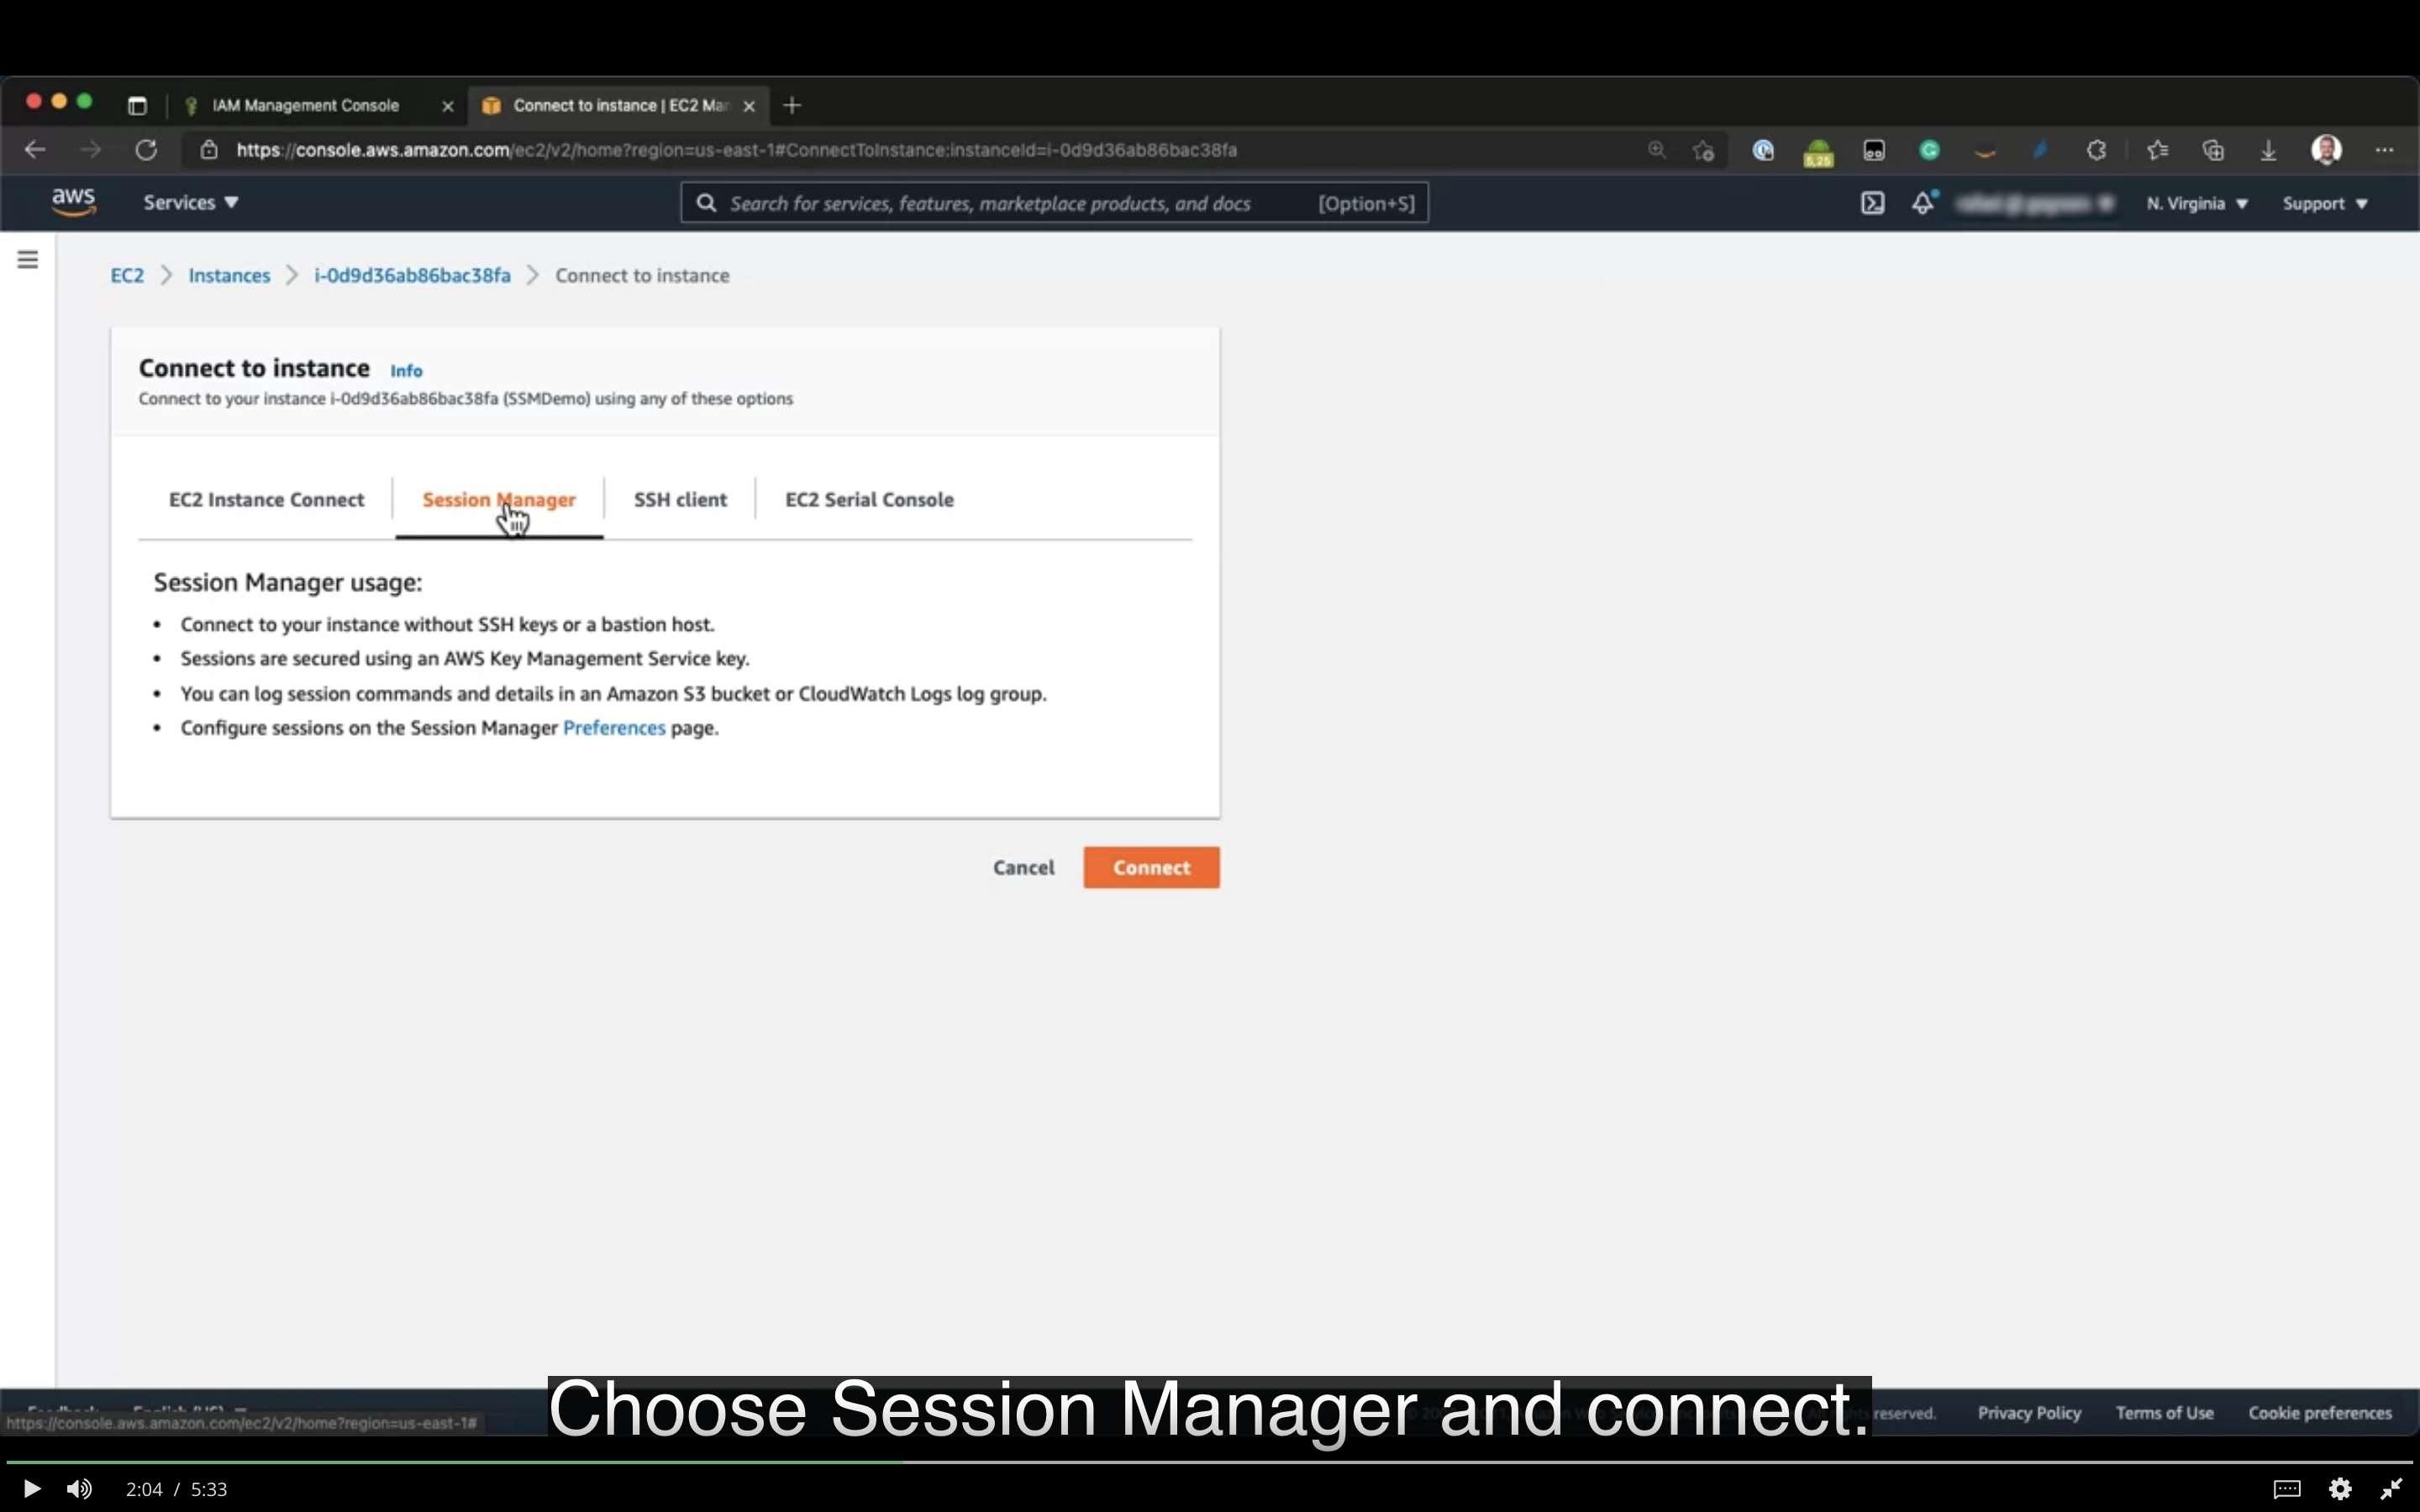 IAM Management Console
Connect to instance | EC2 Man
https://console.aws.amazon.com/ec2/v2/home?region=us-east-1#ConnectToInstance:instanceId=i-0d9d36ab86bac38fa
5,25
aws
Services
Search for services, features, marketplace products, and docs [Option+S]
N. Virginia
Support
EC2 > Instances > i-0d9d36ab86bac38fa > Connect to instance
Connect to instance Info
Connect to your instance i-0d9d36ab86bac38fa (SSMDemo) using any of these options
EC2 Instance Connect
Session Manager
SSH client
EC2 Serial Console
Session Manager usage:
• Connect to your instance without SSH keys or a bastion host.
• Sessions are secured using an AWS Key Management Service key.
• You can log session commands and details in an Amazon S3 bucket or CloudWatch Logs log group.
• Configure sessions on the Session Manager Preferences page.
Cancel
Connect
Choose Session Manager and connect.
https://console.aws.amazon.com/ec2/v2/home?region=us-east-1#
reserved.
Privacy Policy
Terms of Use
Cookie preferences
2:04 / 5:33